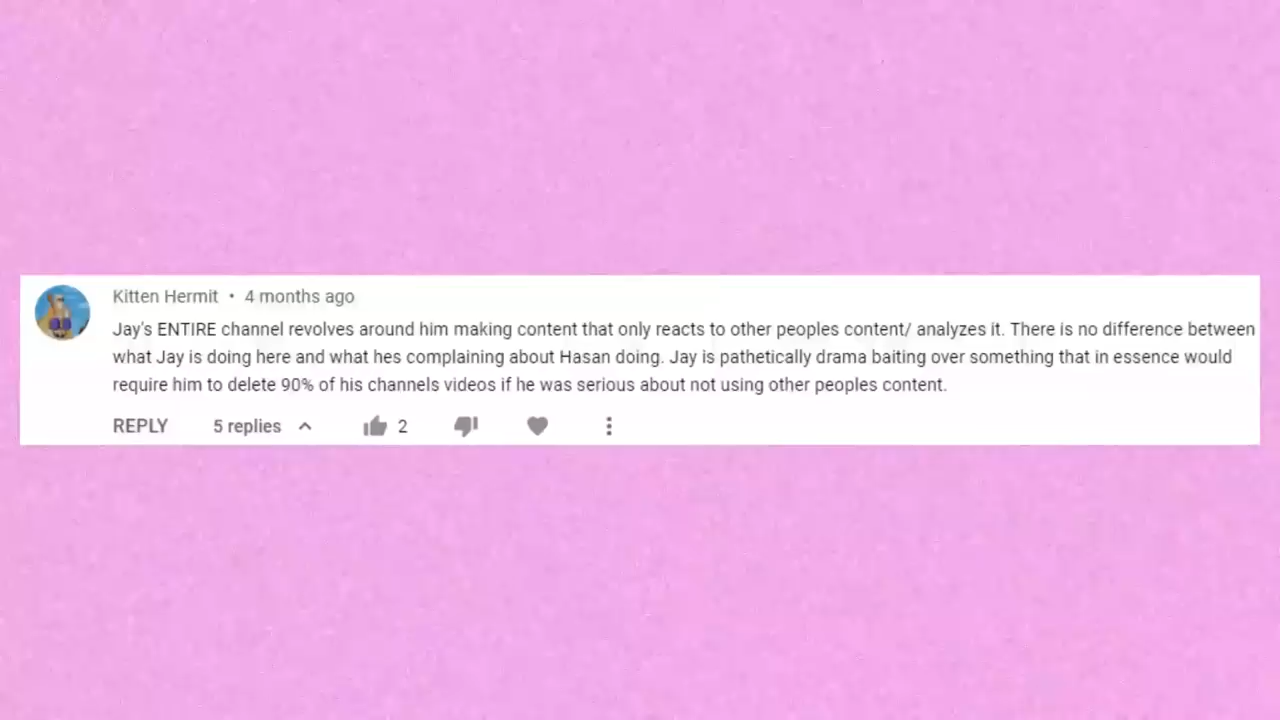 Kitten Hermit • 4 months ago
Jay's ENTIRE channel revolves around him making content that only reacts to other peoples content/ analyzes it. There is no difference between
what Jay is doing here and what hes complaining about Hasan doing. Jay is pathetically drama baiting over something that in essence would
require him to delete 90% of his channels videos if he was serious about not using other peoples content.
REPLY 5 replies 2